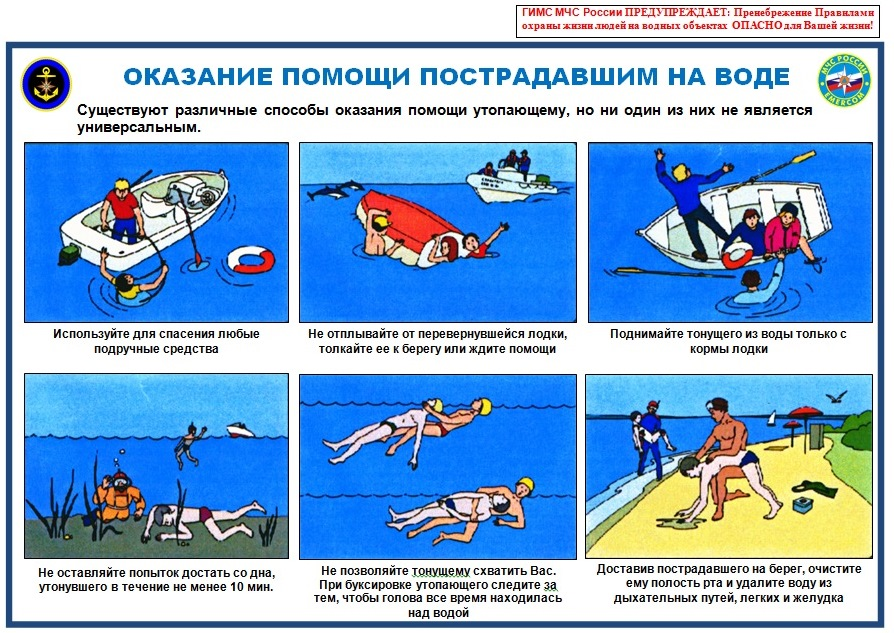 ГИМС МЧС России ПРЕДУПРЕЖДАЕТ: Пренебрежение Правилами
охраны жизни людей на водных объектах ОПАСНО для Вашей жизни!
ОКАЗАНИЕ ПОМОЩИ ПОСТРАДАВШИМ НА ВОДЕ
МЧС РОССИИ
EMERCOM
Существуют различные способы оказания помощи утопающему, но ни один из них не является
универсальным.
Используйте для спасения любые
подручные средства
Не отплывайте от перевернувшейся лодки,
толкайте ее к берегу или ждите помощи
Поднимайте тонущего из воды только с
кормы лодки
Не оставляйте попыток достать со дна,
утонувшего в течение не менее 10 мин.
Не позволяйте тонущему схватить Вас.
При буксировке утопающего следите за
тем, чтобы голова все время находилась
над водой
Доставив пострадавшего на берег, очистите
ему полость рта и удалите воду из
дыхательных путей, легких и желудка